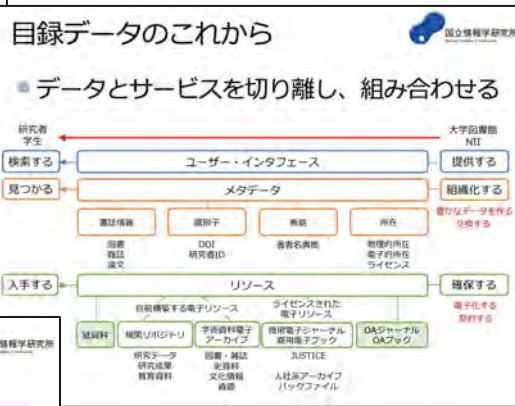 目録データのこれから
国立情報学研究所
データとサービスを切り離し、組み合わせる
研究者
学生
大学図書館
NII
検索する
ユーザー・インタフェース
提供する
見つかる
メタデータ
組織化する
豊かなデータを作る
交換する
書誌情報
識別子
所在
図書
雑誌
論文
DOI
研究者ID
著者名典拠
物理的所在
電子的所在
ライセンス
入手する
リソース
確保する
自前構築する電子リソース
ライセンスされた
電子リソース
電子化する
契約する
紙資料
機関リポジトリ
学術資料電子
アーカイブ
商用電子ジャーナル
商用電子ブック
OAジャーナル
OAブック
研究データ
研究成果
教育資料
図書・雑誌
史資料
文化情報
資源
JUSTICE
人社系アーカイブ
バックファイル
情報学研究所